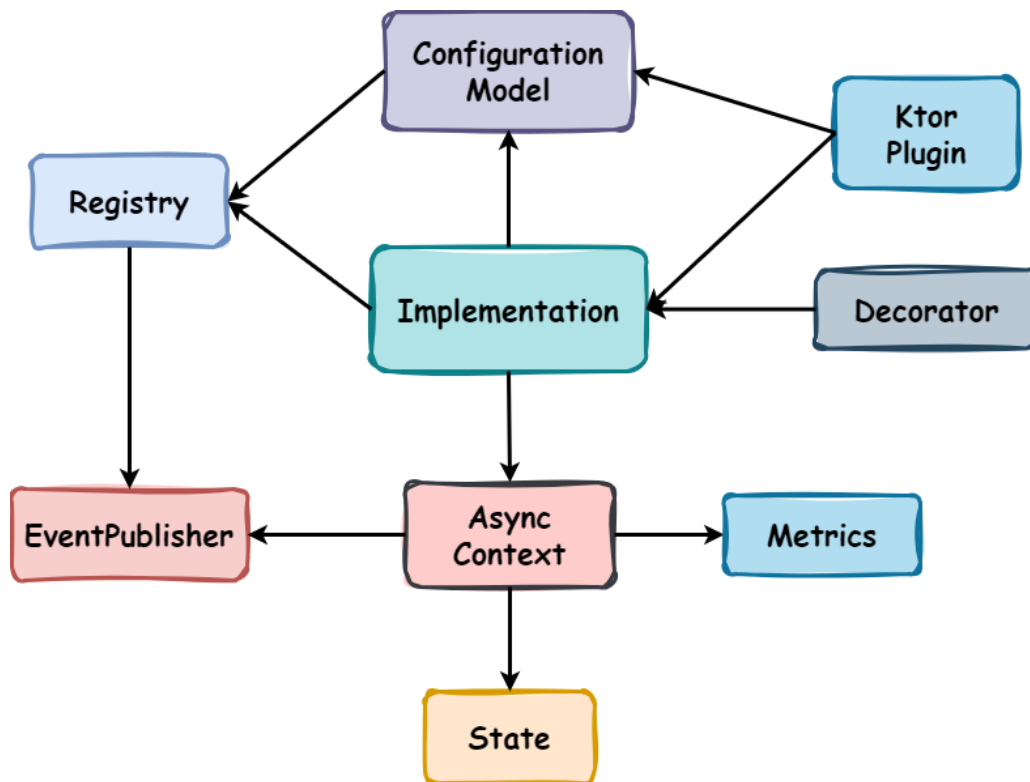 Configuration
Model
Ktor
Plugin
Registry
Implementation
Decorator
EventPublisher
Async
Context
Metrics
State